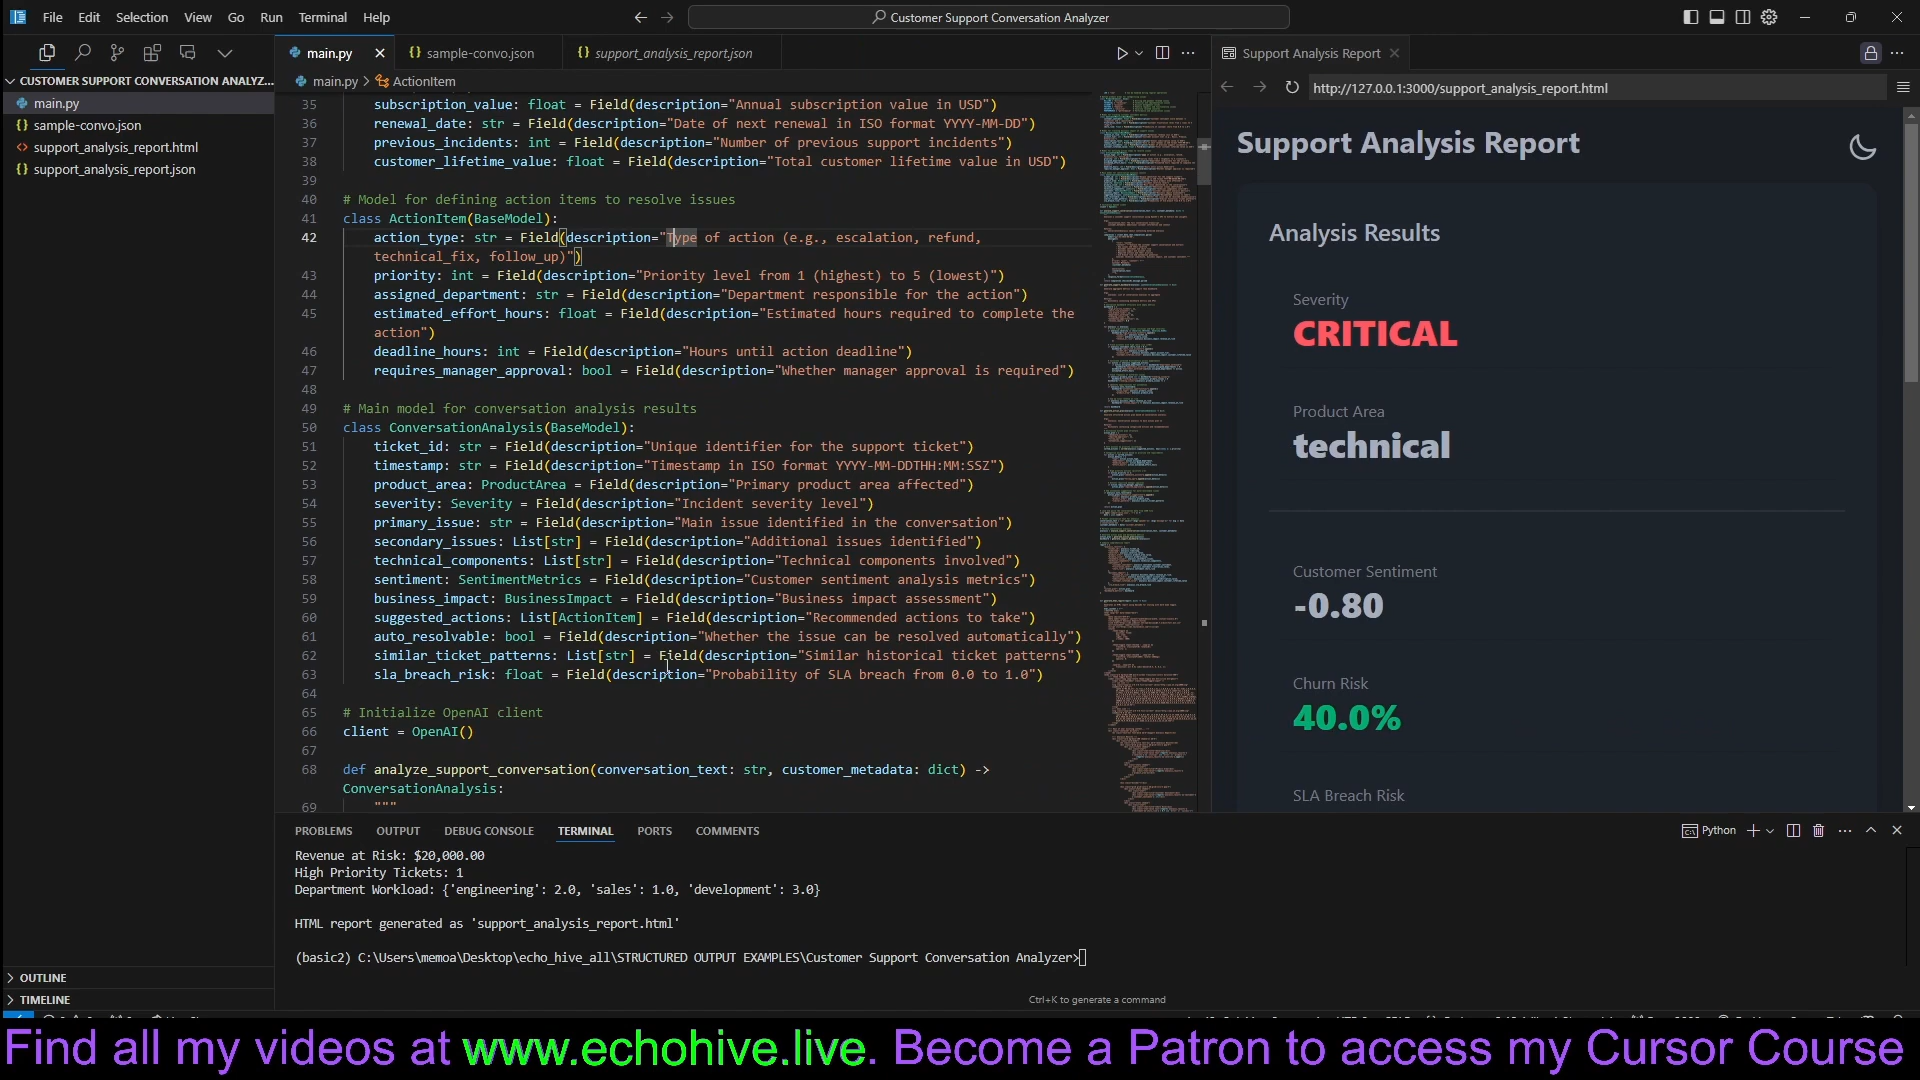 File Edit Selection View Go Run Terminal Help
Customer Support Conversation Analyzer
CUSTOMER SUPPORT CONVERSATION ANALYZ...
main.py
sample-convo.json
support_analysis_report.html
support_analysis_report.json
OUTLINE
TIMELINE
main.py sample-convo.json support_analysis_report.json
main.py > ActionItem
35 subscription_value: float = Field(description="Annual subscription value in USD")
36 renewal_date: str = Field(description="Date of next renewal in ISO format YYYY-MM-DD")
37 previous_incidents: int = Field(description="Number of previous support incidents")
38 customer_lifetime_value: float = Field(description="Total customer lifetime value in USD")
39
40 # Model for defining action items to resolve issues
41 class ActionItem(BaseModel):
42 action_type: str = Field(description="Type of action (e.g., escalation, refund,
technical_fix, follow_up)")
43 priority: int = Field(description="Priority level from 1 (highest) to 5 (lowest)")
44 assigned_department: str = Field(description="Department responsible for the action")
45 estimated_effort_hours: float = Field(description="Estimated hours required to complete the
action")
46 deadline_hours: int = Field(description="Hours until action deadline")
47 requires_manager_approval: bool = Field(description="Whether manager approval is required")
48
49 # Main model for conversation analysis results
50 class ConversationAnalysis(BaseModel):
51 ticket_id: str = Field(description="Unique identifier for the support ticket")
52 timestamp: str = Field(description="Timestamp in ISO format YYYY-MM-DDTHH:MM:SSZ")
53 product_area: ProductArea = Field(description="Primary product area affected")
54 severity: Severity = Field(description="Incident severity level")
55 primary_issue: str = Field(description="Main issue identified in the conversation")
56 secondary_issues: List[str] = Field(description="Additional issues identified")
57 technical_components: List[str] = Field(description="Technical components involved")
58 sentiment: SentimentMetrics = Field(description="Customer sentiment analysis metrics")
59 business_impact: BusinessImpact = Field(description="Business impact assessment")
60 suggested_actions: List[ActionItem] = Field(description="Recommended actions to take")
61 auto_resolvable: bool = Field(description="Whether the issue can be resolved automatically")
62 similar_ticket_patterns: List[str] = Field(description="Similar historical ticket patterns")
63 sla_breach_risk: float = Field(description="Probability of SLA breach from 0.0 to 1.0")
64
65 # Initialize OpenAI client
66 client = OpenAI()
67
68 def analyze_support_conversation(conversation_text: str, customer_metadata: dict) ->
ConversationAnalysis:
69 """
Support Analysis Report
http://127.0.0.1:3000/support_analysis_report.html
Support Analysis Report
Analysis Results
Severity
CRITICAL
Product Area
technical
Customer Sentiment
-0.80
Churn Risk
40.0%
SLA Breach Risk
PROBLEMS OUTPUT DEBUG CONSOLE TERMINAL PORTS COMMENTS
Python
Revenue at Risk: $20,000.00
High Priority Tickets: 1
Department Workload: {'engineering': 2.0, 'sales': 1.0, 'development': 3.0}
HTML report generated as 'support_analysis_report.html'
(basic2) C:\Users\memoa\Desktop\echo_hive_all\STRUCTURED OUTPUT EXAMPLES\Customer Support Conversation Analyzer>
Ctrl+K to generate a command
Find all my videos at www.echohive.live. Become a Patron to access my Cursor Course